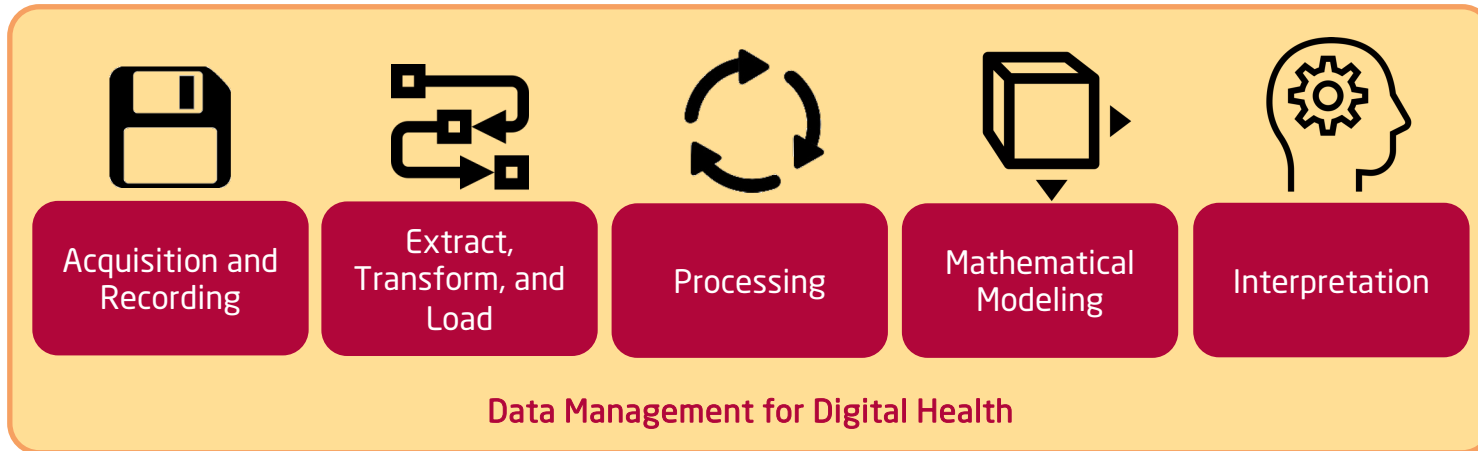 Acquisition and
Recording
Extract,
Transform, and
Load
Processing
Mathematical
Modeling
Interpretation
Data Management for Digital Health